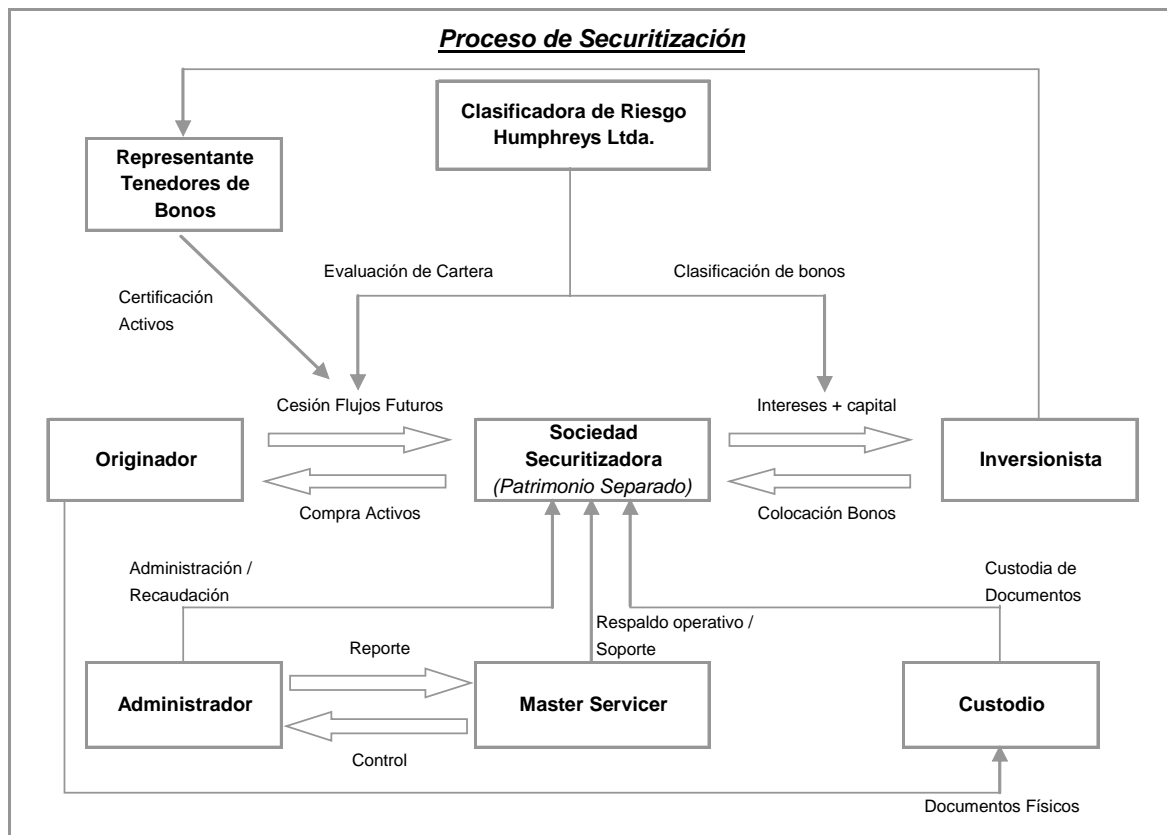 Proceso de Securitización
Clasificadora de Riesgo
Humphreys Ltda.
Representante
Tenedores de
Bonos
Evaluación de Cartera
Clasificación de bonos
Certificación
Activos
Cesión Flujos Futuros
Intereses + capital
Originador
Sociedad
Securitizadora
(Patrimonio Separado)
Inversionista
Compra Activos
Colocación Bonos
Administración /
Recaudación
Custodia de
Documentos
Respaldo operativo /
Soporte
Reporte
Administrador
Master Servicer
Custodio
Control
Documentos Físicos